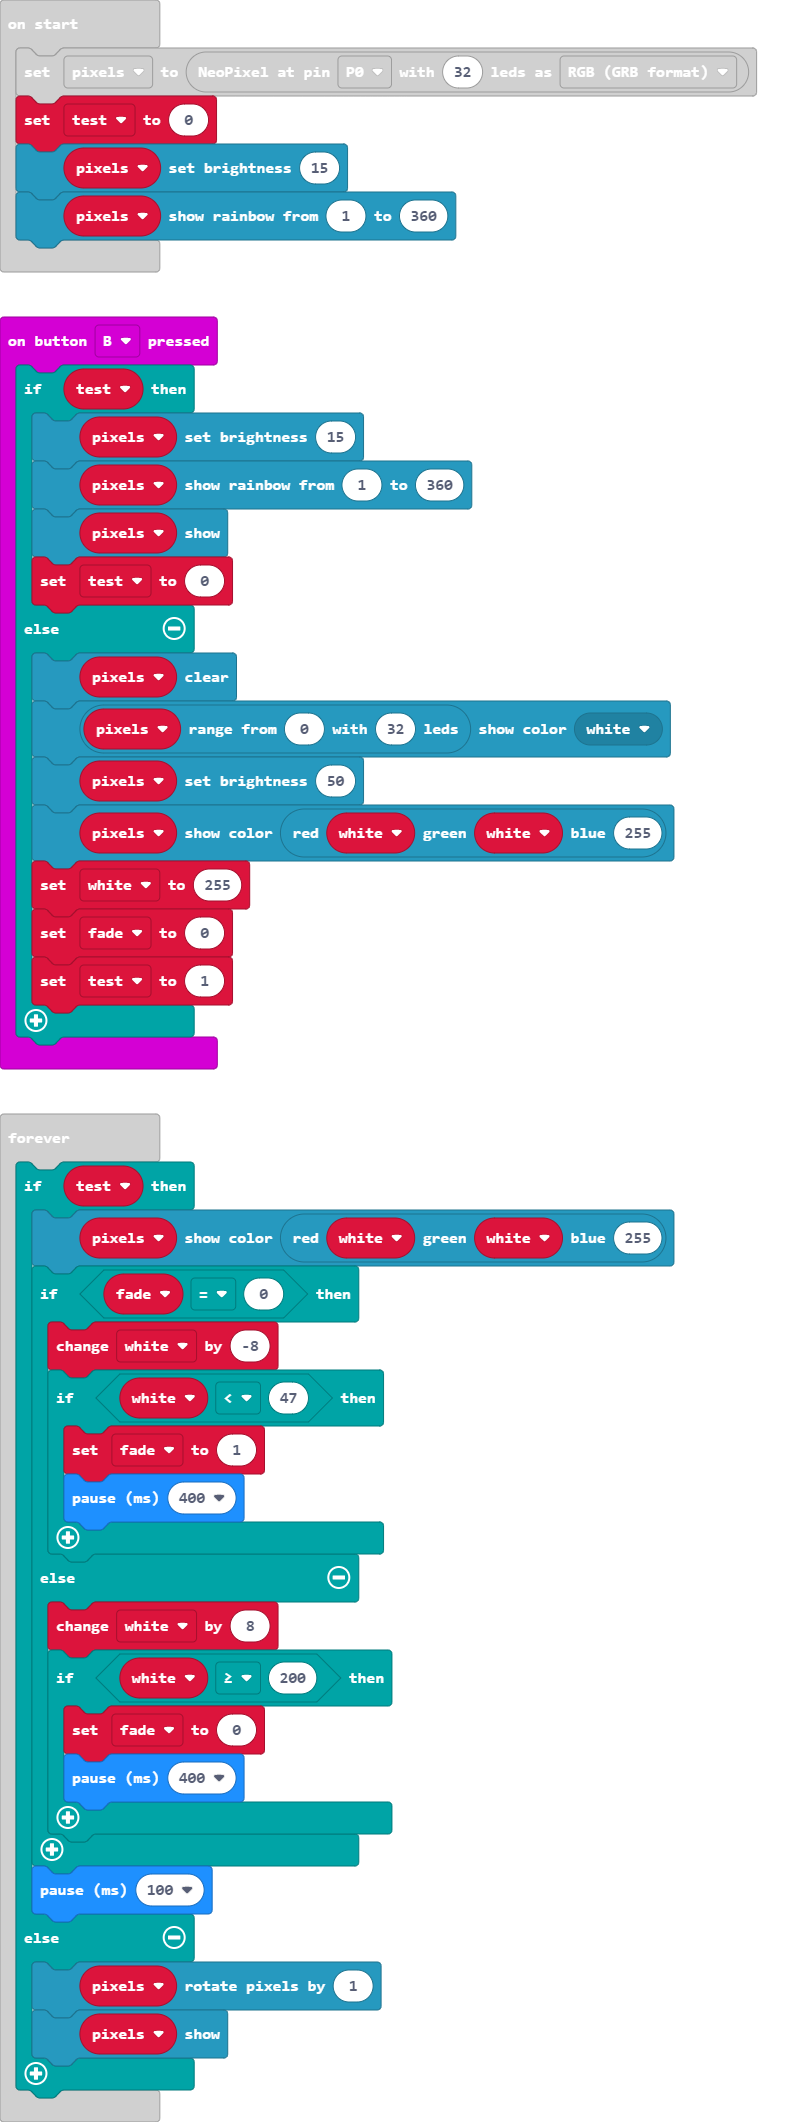 on start
set pixels to NeoPixel at pin P0 with 32 leds as RGB (GRB format)
set test to 0
pixels set brightness 15
pixels show rainbow from 1 to 360
on button B pressed
if test then
pixels set brightness 15
pixels show rainbow from 1 to 360
pixels show
set test to 0
else
pixels clear
pixels range from 0 with 32 leds show color white
pixels set brightness 50
pixels show color red white green white blue 255
set white to 255
set fade to 0
set test to 1
forever
if test then
pixels show color red white green white blue 255
if fade = 0 then
change white by -8
if white < 47 then
set fade to 1
pause (ms) 400
else
change white by 8
if white ≥ 200 then
set fade to 0
pause (ms) 400
pause (ms) 100
else
pixels rotate pixels by 1
pixels show